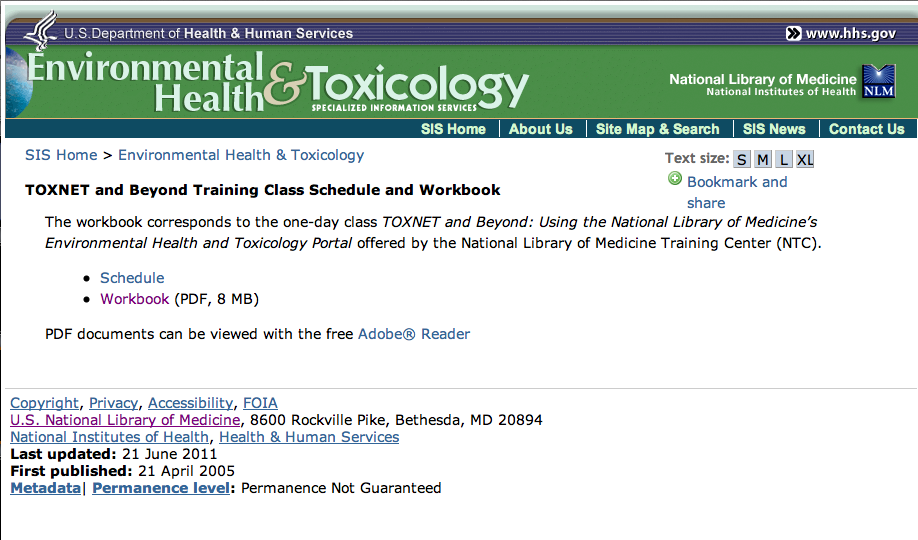 U.S.Department of Health & Human Services
www.hhs.gov
Environmental Health & Toxicology
SPECIALIZED INFORMATION SERVICES
National Library of Medicine
National Institutes of Health
NLM
SIS Home | About Us | Site Map & Search | SIS News | Contact Us
SIS Home > Environmental Health & Toxicology
Text size: S M L XL
Bookmark and
share
TOXNET and Beyond Training Class Schedule and Workbook
The workbook corresponds to the one-day class TOXNET and Beyond: Using the National Library of Medicine's
Environmental Health and Toxicology Portal offered by the National Library of Medicine Training Center (NTC).
• Schedule
• Workbook (PDF, 8 MB)
PDF documents can be viewed with the free Adobe® Reader
Copyright, Privacy, Accessibility, FOIA
U.S. National Library of Medicine, 8600 Rockville Pike, Bethesda, MD 20894
National Institutes of Health, Health & Human Services
Last updated: 21 June 2011
First published: 21 April 2005
Metadata| Permanence level: Permanence Not Guaranteed